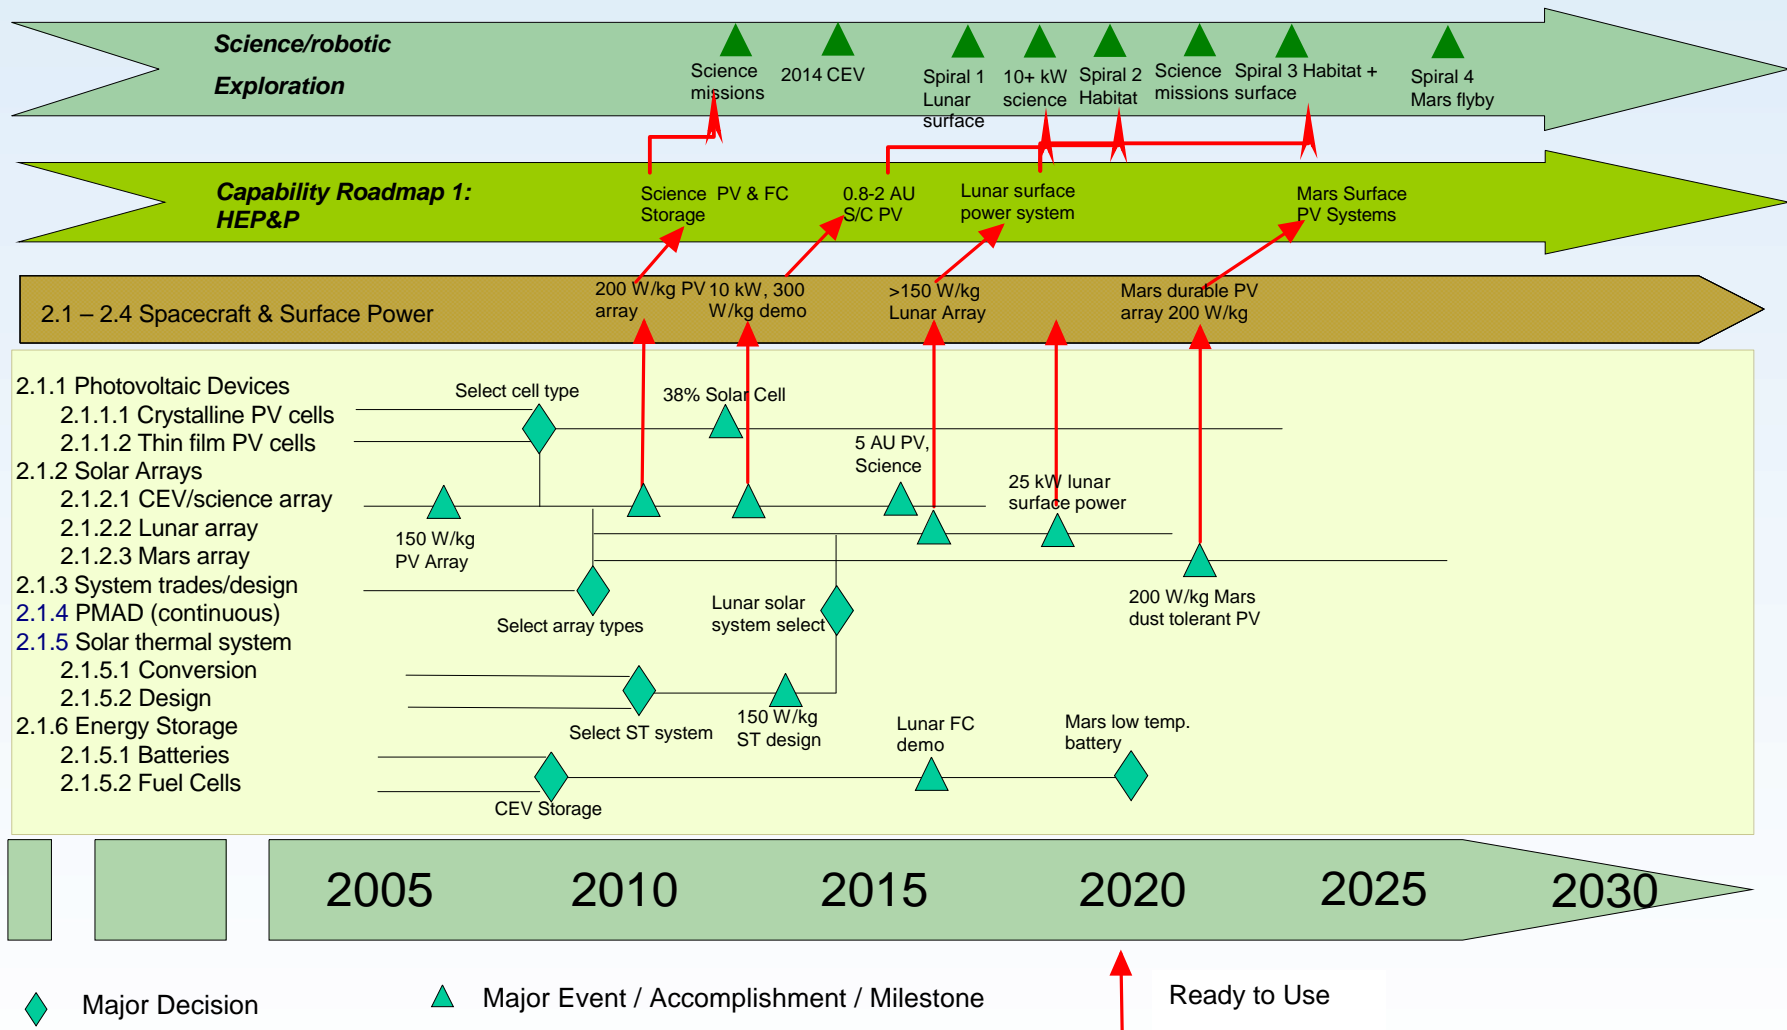 Science/robotic
Exploration
Science
missions
2014 CEV
Spiral 1
Lunar
surface
10+ kW
science
Spiral 2
Habitat
Science
missions
Spiral 3 Habitat +
surface
Spiral 4
Mars flyby
Capability Roadmap 1:
HEP&P
Science PV & FC
Storage
0.8-2 AU
S/C PV
Lunar surface
power system
Mars Surface
PV Systems
2.1 – 2.4 Spacecraft & Surface Power
200 W/kg PV
array
10 kW, 300
W/kg demo
>150 W/kg
Lunar Array
Mars durable PV
array 200 W/kg
2.1.1 Photovoltaic Devices
2.1.1.1 Crystalline PV cells
2.1.1.2 Thin film PV cells
2.1.2 Solar Arrays
2.1.2.1 CEV/science array
2.1.2.2 Lunar array
2.1.2.3 Mars array
2.1.3 System trades/design
2.1.4 PMAD (continuous)
2.1.5 Solar thermal system
2.1.5.1 Conversion
2.1.5.2 Design
2.1.6 Energy Storage
2.1.5.1 Batteries
2.1.5.2 Fuel Cells
Select cell type
38% Solar Cell
5 AU PV,
Science
25 kW lunar
surface power
150 W/kg
PV Array
Select array types
Lunar solar
system select
200 W/kg Mars
dust tolerant PV
Select ST system
150 W/kg
ST design
Lunar FC
demo
Mars low temp.
battery
CEV Storage
2005
2010
2015
2020
2025
2030
Major Decision
Major Event / Accomplishment / Milestone
Ready to Use